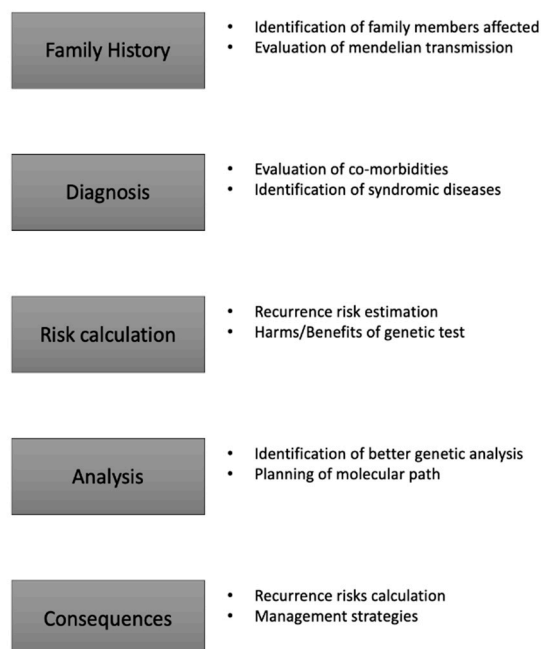 Family History
• Identification of family members affected
• Evaluation of mendelian transmission
Diagnosis
• Evaluation of co-morbidities
• Identification of syndromic diseases
Risk calculation
• Recurrence risk estimation
• Harms/Benefits of genetic test
Analysis
• Identification of better genetic analysis
• Planning of molecular path
Consequences
• Recurrence risks calculation
• Management strategies